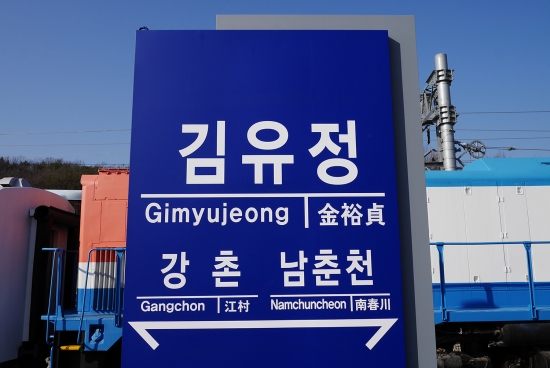 김유정
Gimyujeong 金裕貞
강촌 남춘천
Gangchon 江村 Namchuncheon 南春川